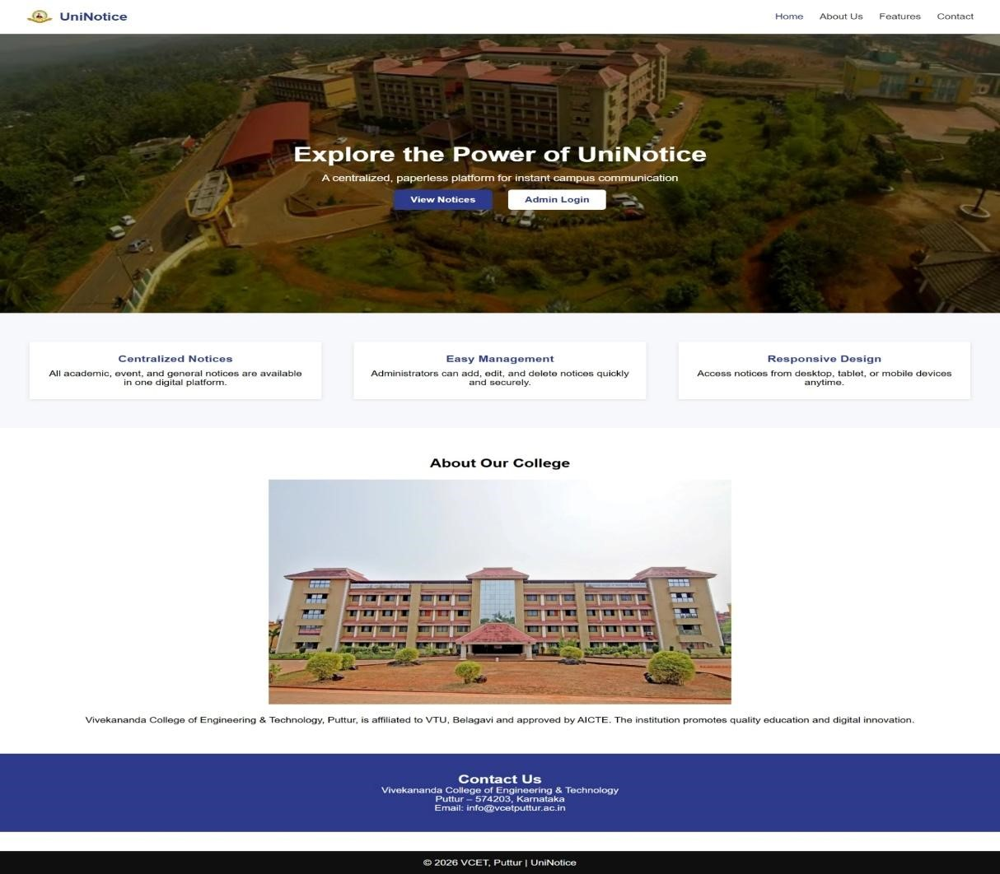 UniNotice
Home About Us Features Contact
Explore the Power of UniNotice
A centralized, paperless platform for instant campus communication
View Notices Admin Login
Centralized Notices
All academic, event, and general notices are available
in one digital platform.
Easy Management
Administrators can add, edit, and delete notices quickly
and securely.
Responsive Design
Access notices from desktop, tablet, or mobile devices
anytime.
About Our College
Vivekananda College of Engineering & Technology, Puttur, is affiliated to VTU, Belagavi and approved by AICTE. The institution promotes quality education and digital innovation.
Contact Us
Vivekananda College of Engineering & Technology
Puttur – 574203, Karnataka
Email: info@vcetputtur.ac.in
© 2026 VCET, Puttur | UniNotice